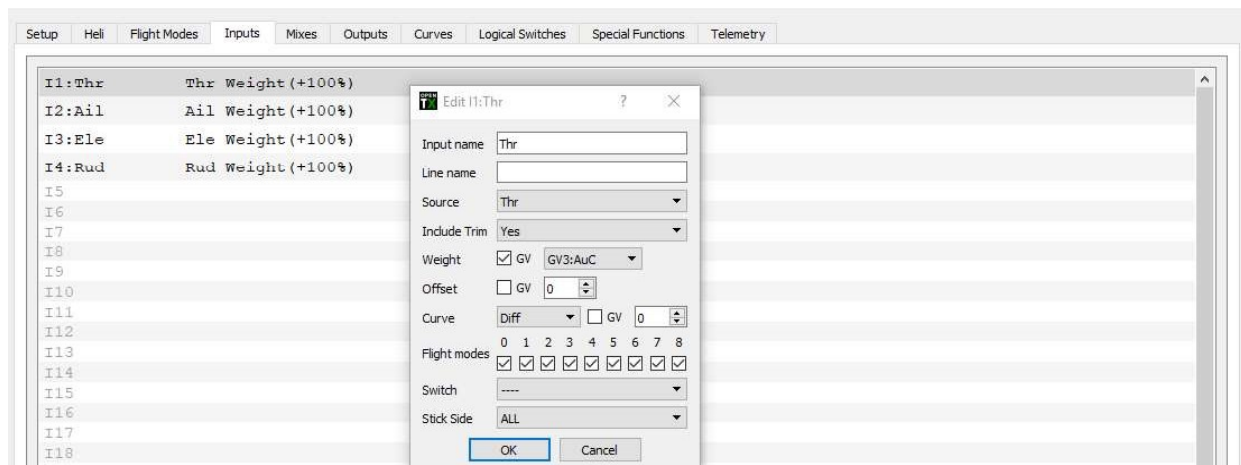 Setup Heli Flight Modes Inputs Mixes Outputs Curves Logical Switches Special Functions Telemetry
I1:Thr Thr Weight(+100%)
I2:Ail Ail Weight(+100%)
I3:Ele Ele Weight(+100%)
I4:Rud Rud Weight(+100%)
I5
I6
I7
I8
I9
I10
I11
I12
I13
I14
I15
I16
I17
I18
OPEN TX Edit I1:Thr ? ×
Input name Thr
Line name
Source Thr
Include Trim Yes
Weight GV GV3:AuC
Offset GV 0
Curve Diff GV 0
0 1 2 3 4 5 6 7 8
Flight modes
Switch ----
Stick Side ALL
OK Cancel